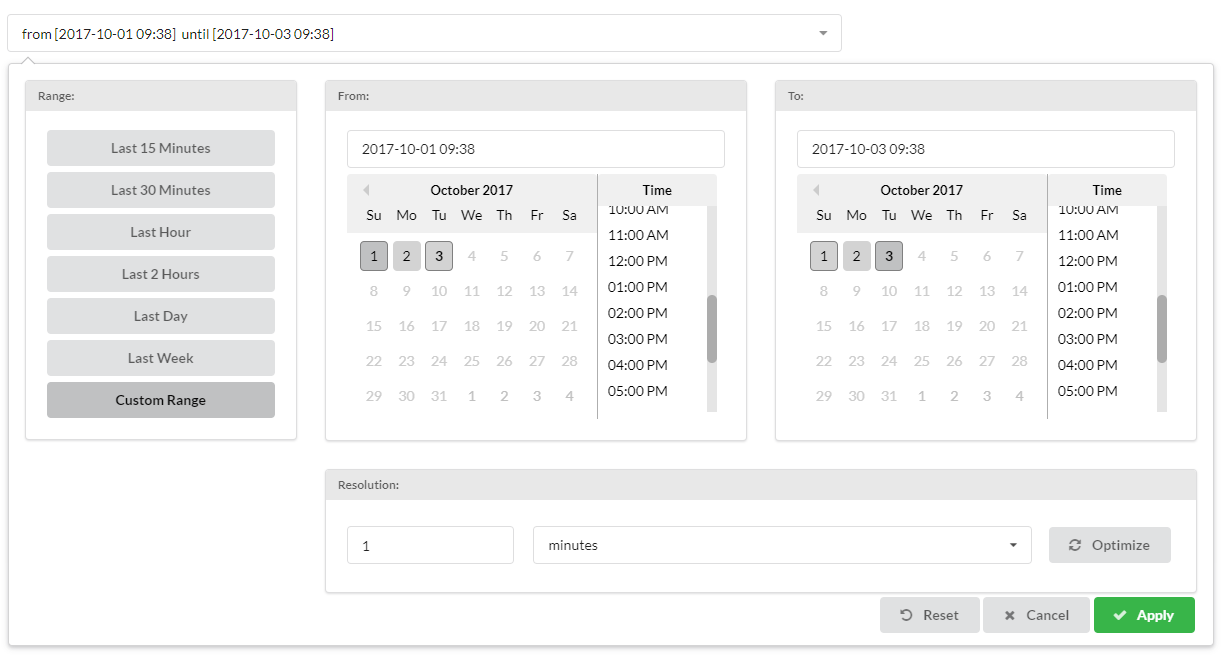 from [2017-10-01 09:38] until [2017-10-03 09:38]
Range:
Last 15 Minutes
Last 30 Minutes
Last Hour
Last 2 Hours
Last Day
Last Week
Custom Range
From:
2017-10-01 09:38
October 2017
Su Mo Tu We Th Fr Sa
1 2 3 4 5 6 7
8 9 10 11 12 13 14
15 16 17 18 19 20 21
22 23 24 25 26 27 28
29 30 31 1 2 3 4
Time
10:00 AM
11:00 AM
12:00 PM
01:00 PM
02:00 PM
03:00 PM
04:00 PM
05:00 PM
To:
2017-10-03 09:38
October 2017
Su Mo Tu We Th Fr Sa
1 2 3 4 5 6 7
8 9 10 11 12 13 14
15 16 17 18 19 20 21
22 23 24 25 26 27 28
29 30 31 1 2 3 4
Time
10:00 AM
11:00 AM
12:00 PM
01:00 PM
02:00 PM
03:00 PM
04:00 PM
05:00 PM
Resolution:
1 minutes Optimize
Reset Cancel Apply